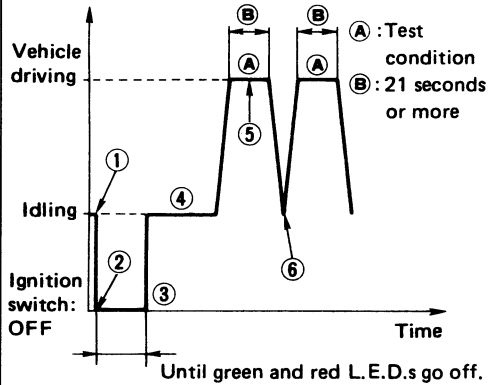 B B
A : Test
condition
B : 21 seconds
or more
Vehicle
driving
A A
5
1
4
Idling
6
Ignition
switch:
OFF
2
3
Time
Until green and red L.E.D.s go off.